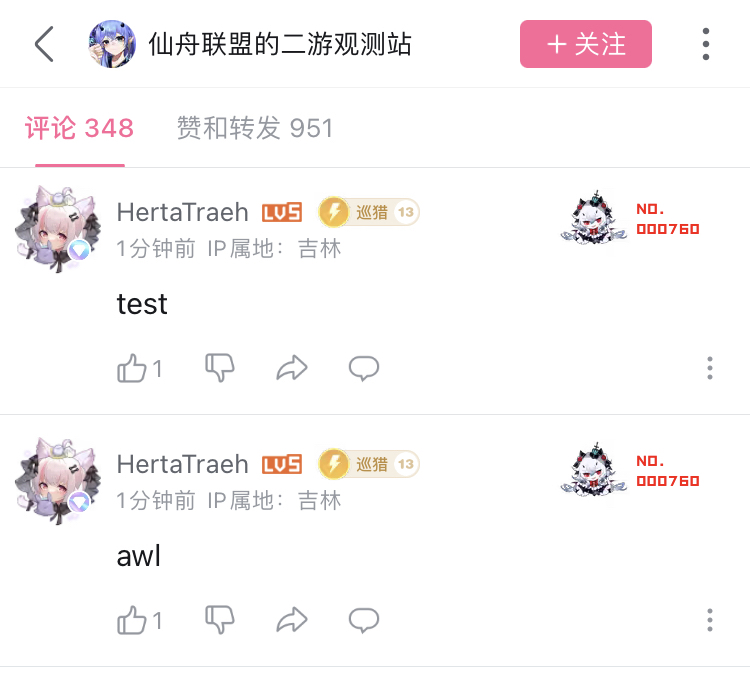 仙舟联盟的二游观测站
+ 关注
评论 348
赞和转发 951
HertaTraeh LV5 巡猎 13
NO.
000760
1分钟前 IP属地：吉林
test
1
HertaTraeh LV5 巡猎 13
NO.
000760
1分钟前 IP属地：吉林
awl
1